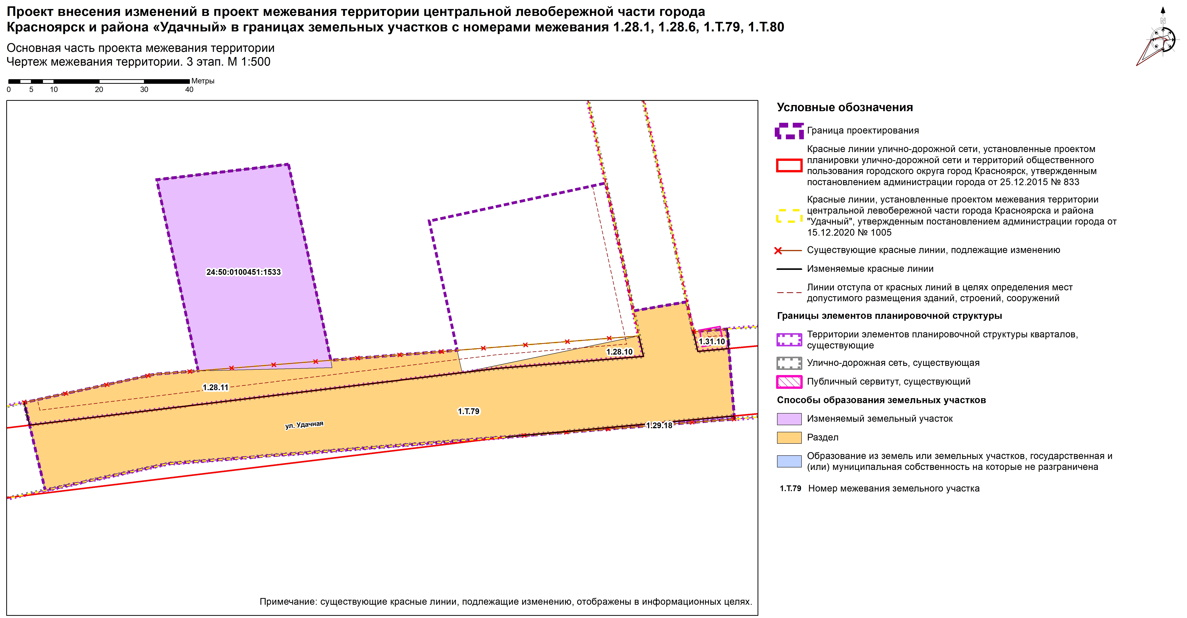 Проект внесения изменений в проект межевания территории центральной левобережной части города
Красноярск и района «Удачный» в границах земельных участков с номерами межевания 1.28.1, 1.28.6, 1.Т.79, 1.Т.80
Основная часть проекта межевания территории
Чертеж межевания территории. 3 этап. М 1:500
Метры
0 5 10 20 30 40
24:50:0100451:1533
1.28.10
1.31.10
1.28.11
1.Т.79
ул. Удачная
1.29.18
Примечание: существующие красные линии, подлежащие изменению, отображены в информационных целях.
Условные обозначения
Граница проектирования
Красные линии улично-дорожной сети, установленные проектом
планировки улично-дорожной сети и территорий общественного
пользования городского округа город Красноярск, утвержденным
постановлением администрации города от 25.12.2015 № 833
Красные линии, установленные проектом межевания территории
центральной левобережной части города Красноярска и района
"Удачный", утвержденным постановлением администрации города от
15.12.2020 № 1005
Существующие красные линии, подлежащие изменению
Изменяемые красные линии
Линии отступа от красных линий в целях определения мест
допустимого размещения зданий, строений, сооружений
Границы элементов планировочной структуры
Территории элементов планировочной структуры кварталов,
существующие
Улично-дорожная сеть, существующая
Публичный сервитут, существующий
Способы образования земельных участков
Изменяемый земельный участок
Раздел
Образование из земель или земельных участков, государственная и
(или) муниципальная собственность на которые не разграничена
1.Т.79 Номер межевания земельного участка